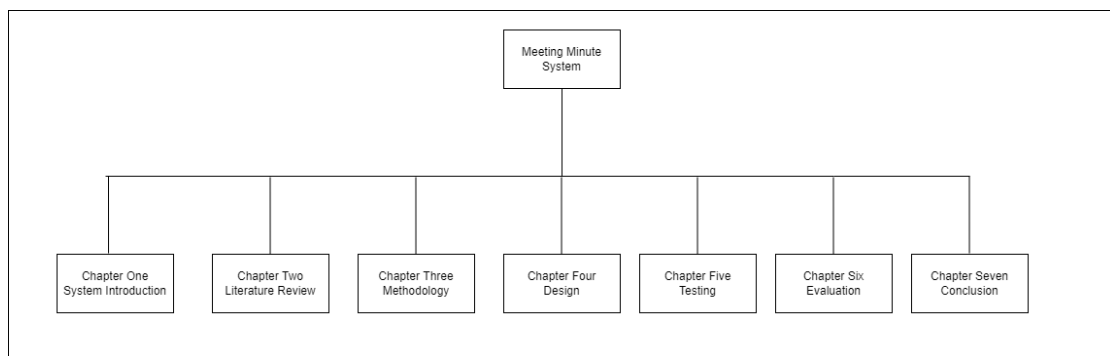 Meeting Minute
System
Chapter One
System Introduction
Chapter Two
Literature Review
Chapter Three
Methodology
Chapter Four
Design
Chapter Five
Testing
Chapter Six
Evaluation
Chapter Seven
Conclusion